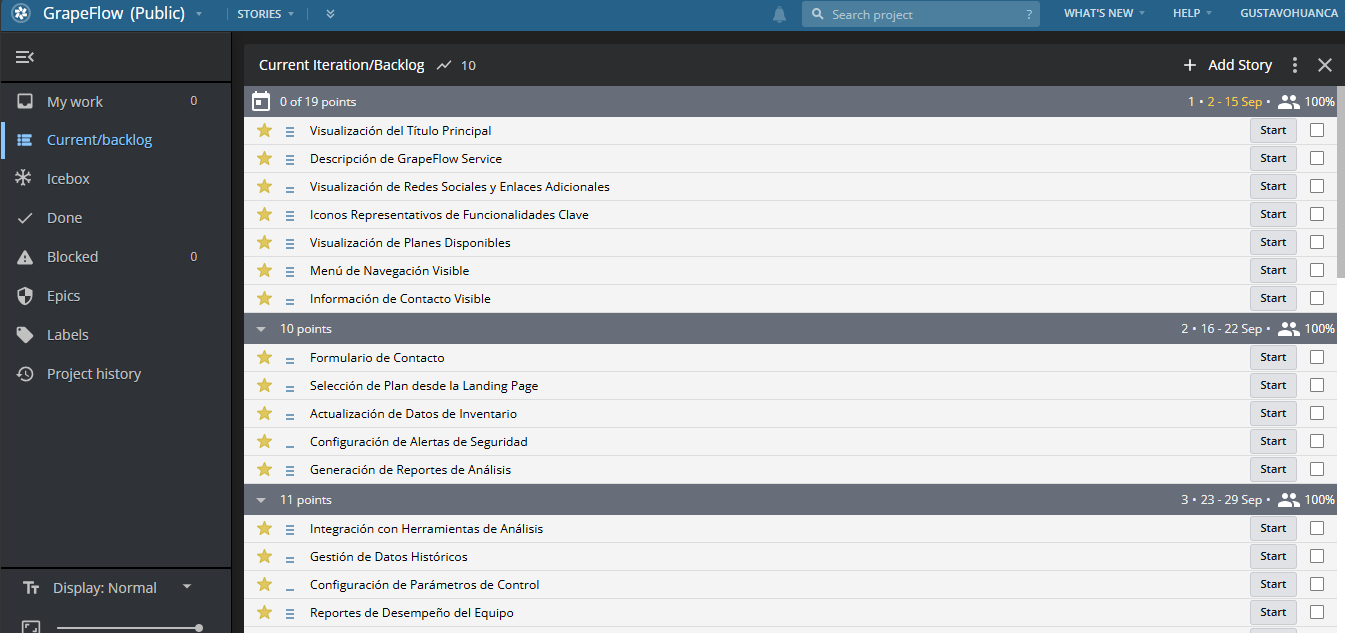 GrapeFlow (Public) STORIES Search project ? WHAT'S NEW HELP GUSTAVOHUANCA
Current Iteration/Backlog 10 + Add Story
My work 0
Current/backlog
Icebox
Done
Blocked 0
Epics
Labels
Project history
Tт Display: Normal
0 of 19 points 1 • 2 - 15 Sep • 100%
Visualización del Título Principal Start
Descripción de GrapeFlow Service Start
Visualización de Redes Sociales y Enlaces Adicionales Start
Iconos Representativos de Funcionalidades Clave Start
Visualización de Planes Disponibles Start
Menú de Navegación Visible Start
Información de Contacto Visible Start
10 points 2 • 16 - 22 Sep • 100%
Formulario de Contacto Start
Selección de Plan desde la Landing Page Start
Actualización de Datos de Inventario Start
Configuración de Alertas de Seguridad Start
Generación de Reportes de Análisis Start
11 points 3 • 23 - 29 Sep • 100%
Integración con Herramientas de Análisis Start
Gestión de Datos Históricos Start
Configuración de Parámetros de Control Start
Reportes de Desempeño del Equipo Start